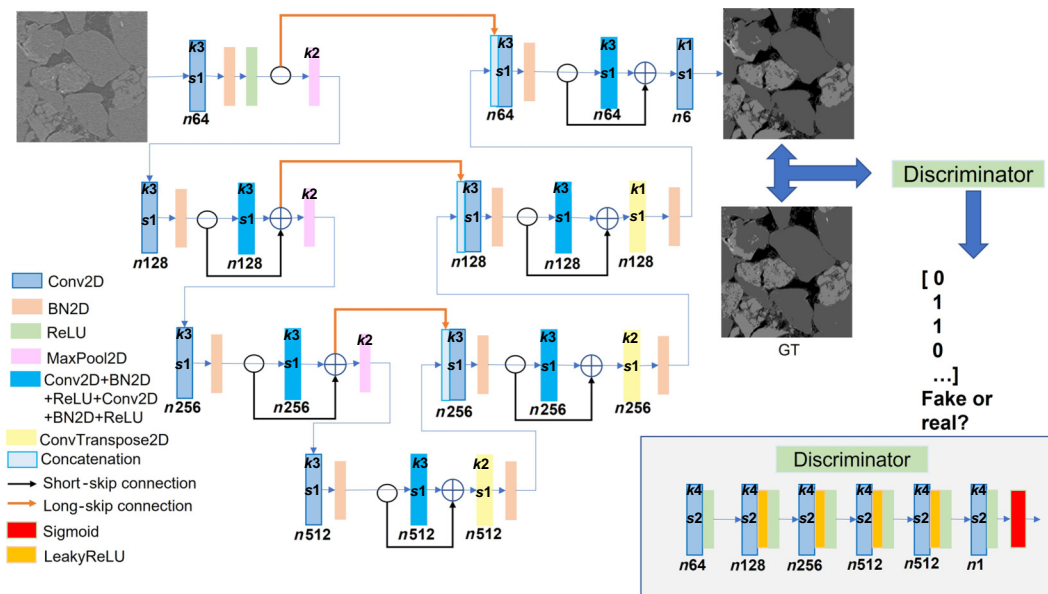 k3
s1
n64
k2
k3
s1
n64
k3
s1
n64
k1
s1
n6
k3
s1
n128
k3
s1
n128
k2
k3
s1
n128
k3
s1
n128
k1
s1
n128
k3
s1
n256
k3
s1
n256
k2
k3
s1
n256
k3
s1
n256
k2
s1
n256
k3
s1
n512
k3
s1
n512
k2
s1
n512
Conv2D
BN2D
ReLU
MaxPool2D
Conv2D+BN2D
+ReLU+Conv2D
+BN2D+ReLU
ConvTranspose2D
Concatenation
Short-skip connection
Long-skip connection
Sigmoid
LeakyReLU
GT
Discriminator
[ 0
1
1
0
...]
Fake or
real?
Discriminator
k4 k4 k4 k4 k4 k4
s2 s2 s2 s2 s2 s2
n64 n128 n256 n512 n512 n1